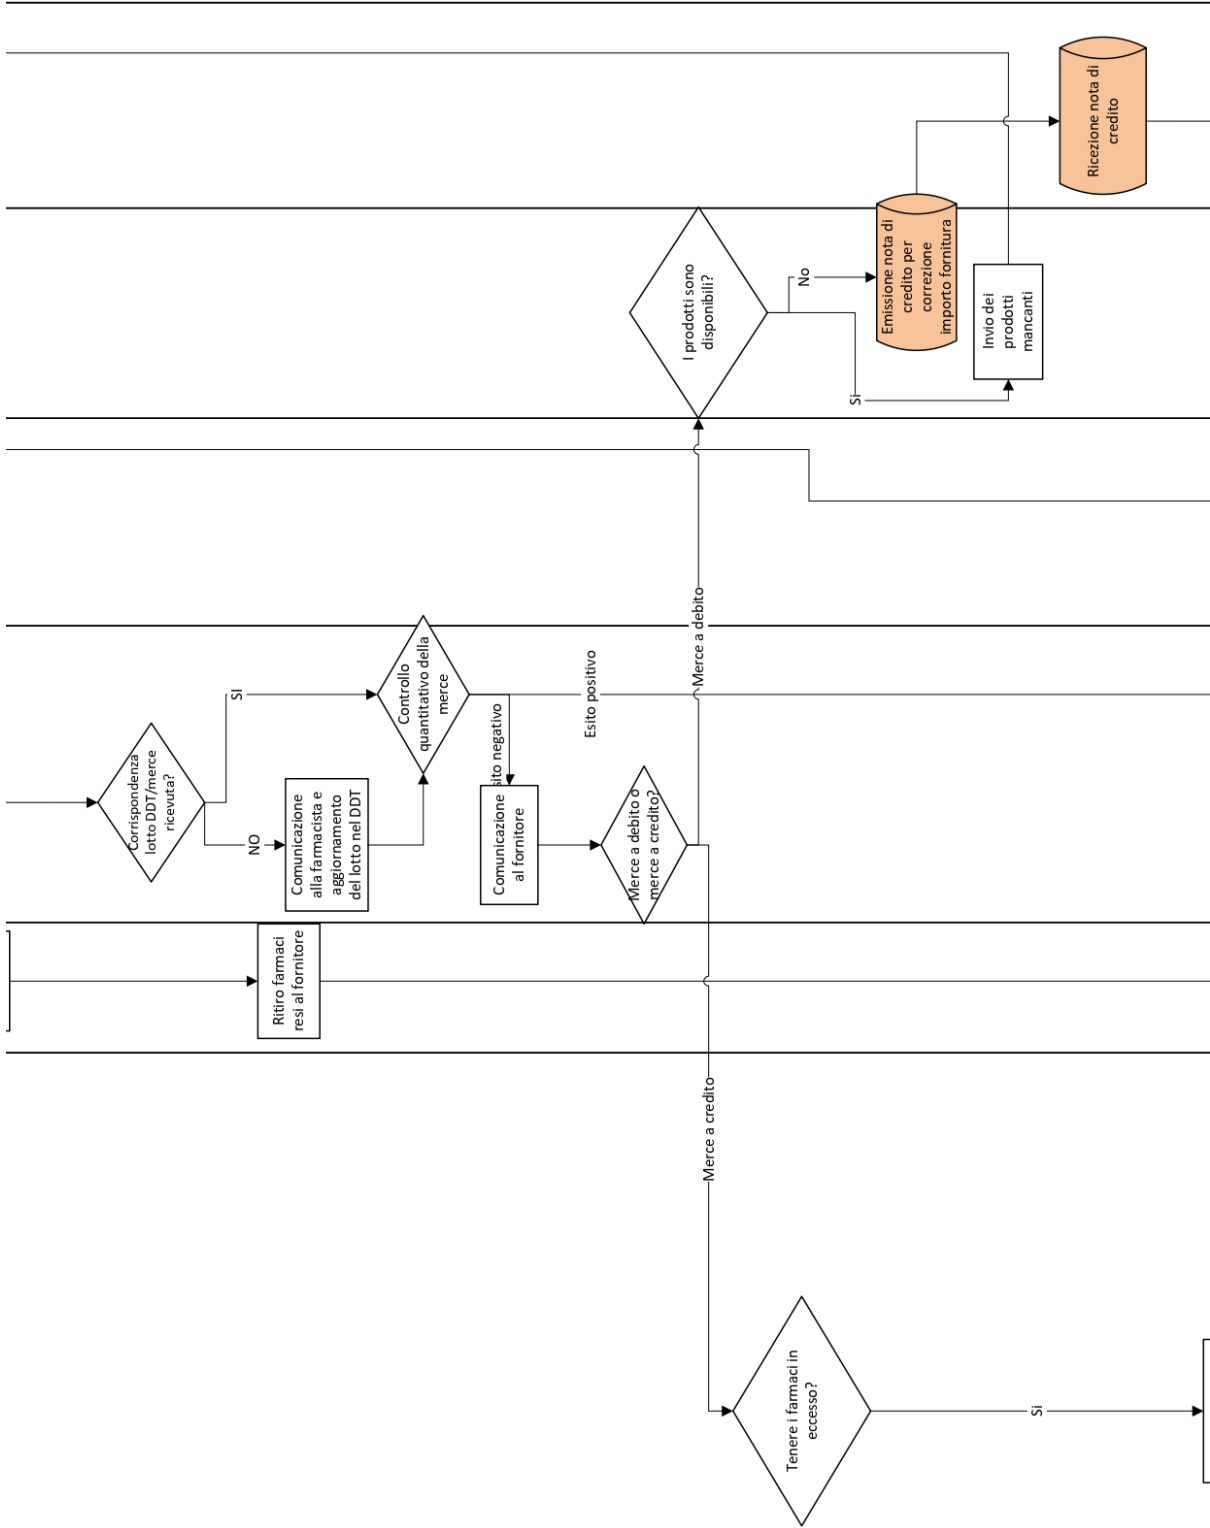 Corrispondenza
lotto DDT/merce
ricevuta?
SI
NO
Comunicazione
alla farmacista e
aggiornamento
del lotto nel DDT
Ritiro farmaci
resi al fornitore
Controllo
quantitativo della
merce
sito negativo
Esito positivo
Comunicazione
al fornitore
Merce a debito o
merce a credito?
Merce a debito
Merce a credito
I prodotti sono
disponibili?
No
Si
Emissione nota di
credito per
correzione
importo fornitura
Invio dei
prodotti
mancanti
Ricezione nota di
credito
Tenere i farmaci in
eccesso?
Si